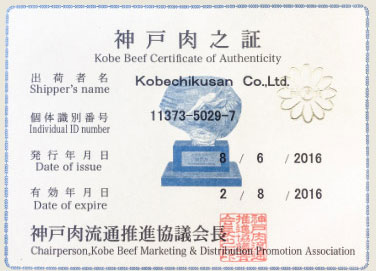 神戸肉之証
Kobe Beef Certificate of Authenticity
出荷者名
Shipper's name
Kobechikusan Co.,Ltd.
個体識別番号
Individual ID number
11373-5029-7
発行年月日
Date of issue
8 / 6 / 2016
有効年月日
Date of expire
2 / 8 / 2016
神戸肉流通推進協議会長
Chairperson,Kobe Beef Marketing & Distribution Promotion Association